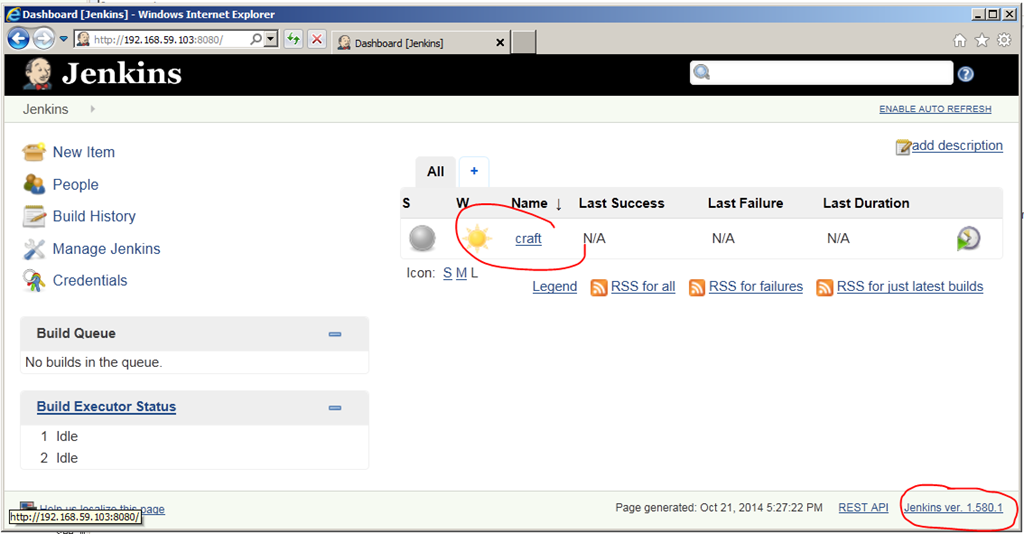 Dashboard [Jenkins] - Windows Internet Explorer
http://192.168.59.103:8080/
Dashboard [Jenkins]
Jenkins
Jenkins
ENABLE AUTO REFRESH
New Item
People
Build History
Manage Jenkins
Credentials
add description
All +
S W Name ↓ Last Success Last Failure Last Duration
craft N/A N/A N/A
Icon: S M L
Legend RSS for all RSS for failures RSS for just latest builds
Build Queue
No builds in the queue.
Build Executor Status
1 Idle
2 Idle
Help us localize this page
http://192.168.59.103:8080/
Page generated: Oct 21, 2014 5:27:22 PM REST API Jenkins ver. 1.580.1